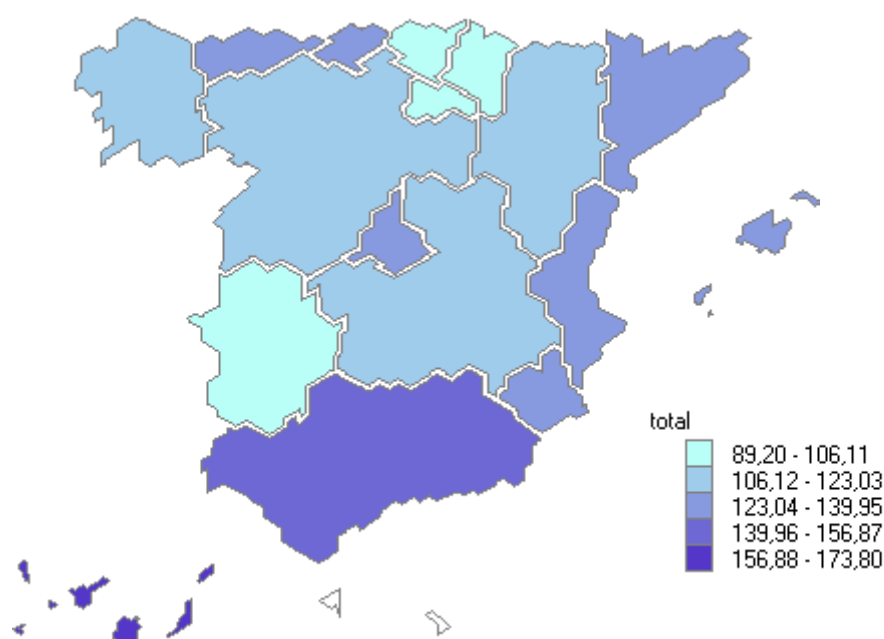 total
89,20 - 106,11
106,12 - 123,03
123,04 - 139,95
139,96 - 156,87
156,88 - 173,80